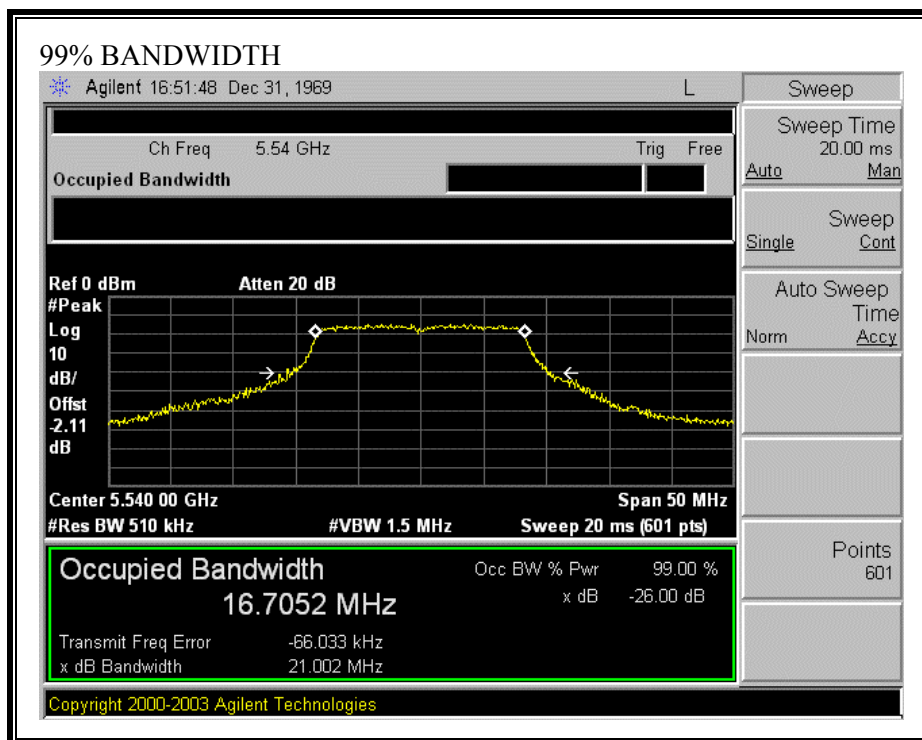 99% BANDWIDTH
Agilent 16:51:48 Dec 31, 1969 L
Ch Freq 5.54 GHz Trig Free
Occupied Bandwidth
Ref 0 dBm Atten 20 dB
#Peak
Log
10
dB/
Offst
-2.11
dB
Center 5.540 00 GHz Span 50 MHz
#Res BW 510 kHz #VBW 1.5 MHz Sweep 20 ms (601 pts)
Occupied Bandwidth Occ BW % Pwr 99.00 %
16.7052 MHz x dB -26.00 dB
Transmit Freq Error -66.033 kHz
x dB Bandwidth 21.002 MHz
Copyright 2000-2003 Agilent Technologies
Sweep
Sweep Time
20.00 ms
Auto Man
Sweep
Single Cont
Auto Sweep
Time
Norm Accy
Points
601